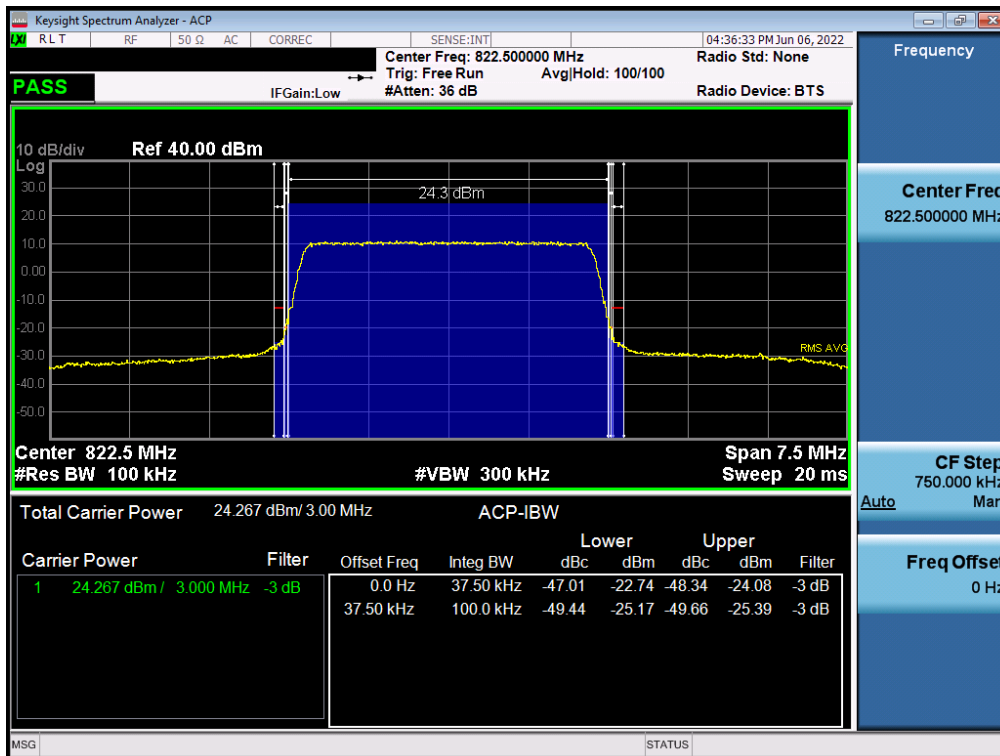 Keysight Spectrum Analyzer - ACP
LXI RLT RF 50 Ω AC CORREC SENSE:INT 04:36:33 PM Jun 06, 2022
Center Freq: 822.500000 MHz Radio Std: None
Trig: Free Run Avg|Hold: 100/100
PASS IFGain:Low #Atten: 36 dB Radio Device: BTS
Frequency
10 dB/div Ref 40.00 dBm
Log
30.0
24.3 dBm
20.0
10.0
0.00
-10.0
-20.0
-30.0
RMS AVG
-40.0
-50.0
Center 822.5 MHz Span 7.5 MHz
#Res BW 100 kHz #VBW 300 kHz Sweep 20 ms
Center Freq
822.500000 MHz
CF Step
750.000 kHz
Auto Man
Freq Offset
0 Hz
Total Carrier Power 24.267 dBm/ 3.00 MHz ACP-IBW
Lower Upper
Carrier Power Filter Offset Freq Integ BW dBc dBm dBc dBm Filter
1 24.267 dBm / 3.000 MHz -3 dB 0.0 Hz 37.50 kHz -47.01 -22.74 -48.34 -24.08 -3 dB
37.50 kHz 100.0 kHz -49.44 -25.17 -49.66 -25.39 -3 dB
MSG STATUS